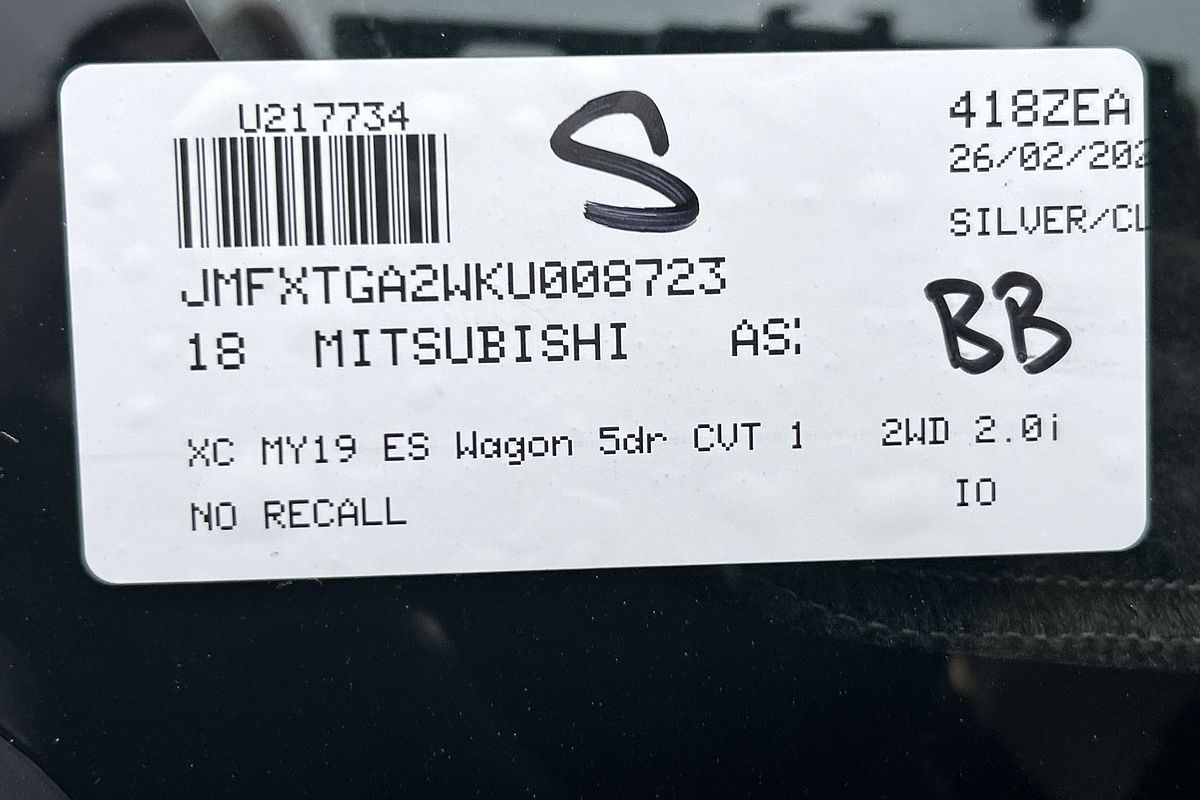 U217734
S
418ZEA
26/02/202
SILVER/CL
JMFXTGA2WKU008723
BB
18 MITSUBISHI AS:
XC MY19 ES Wagon 5dr CVT 1 2WD 2.0i
NO RECALL IO